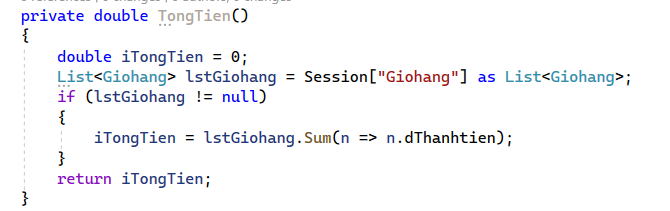 private double TongTien()
{
    double iTongTien = 0;
    List<Giohang> lstGiohang = Session["Giohang"] as List<Giohang>;
    if (lstGiohang != null)
    {
        iTongTien = lstGiohang.Sum(n => n.dThanhtien);
    }
    return iTongTien;
}